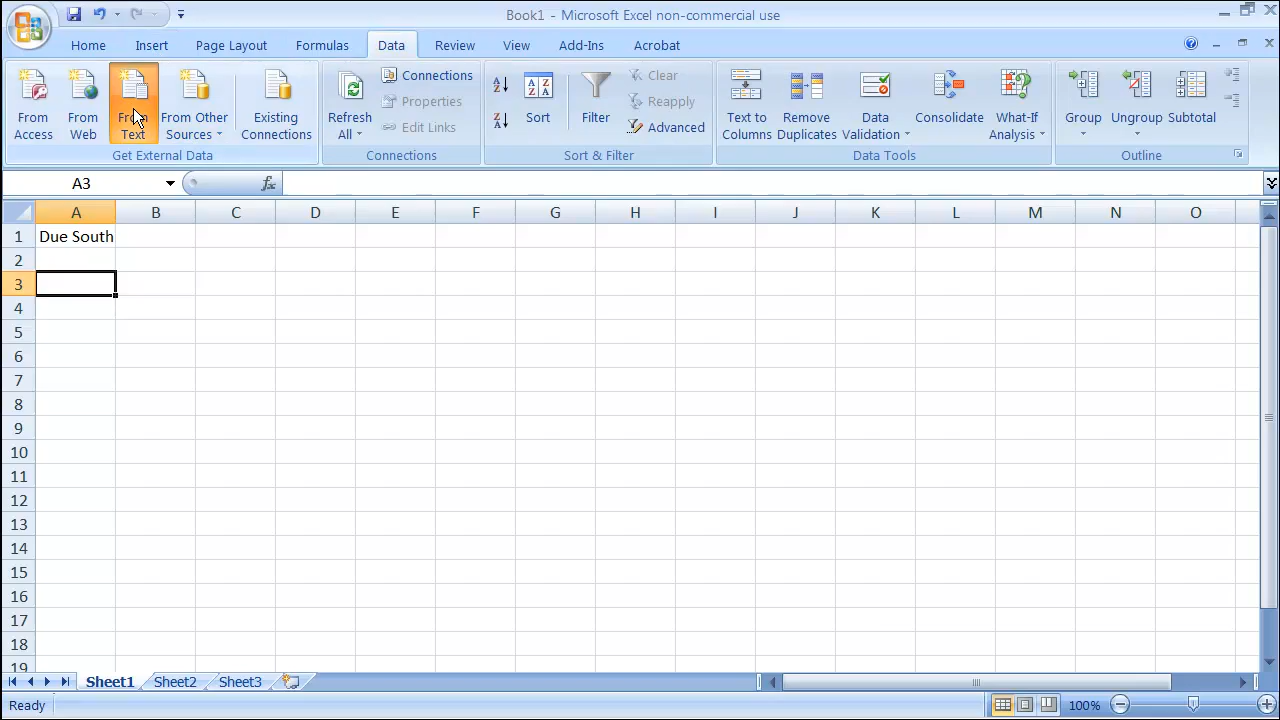 Book1 - Microsoft Excel non-commercial use
Home Insert Page Layout Formulas Data Review View Add-Ins Acrobat
From Access
From Web
From Text
From Other Sources
Existing Connections
Get External Data
Refresh All
Connections
Properties
Edit Links
Connections
Sort
Filter
Clear
Reapply
Advanced
Sort & Filter
Text to Columns
Remove Duplicates
Data Validation
Consolidate
What-If Analysis
Data Tools
Group
Ungroup
Subtotal
Outline
A3 fx
A B C D E F G H I J K L M N O
1 Due South
2
3
4
5
6
7
8
9
10
11
12
13
14
15
16
17
18
19
Sheet1 Sheet2 Sheet3
Ready 100%